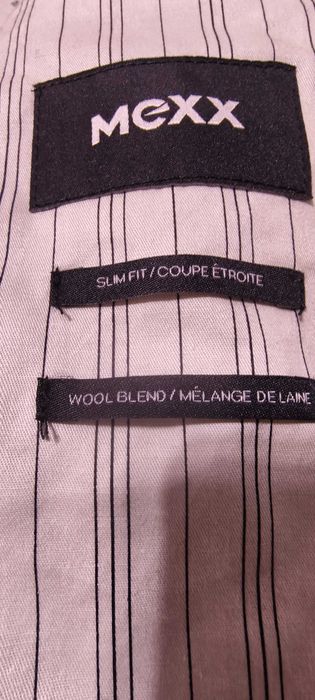 MeXX
SLIM FIT / COUPE ÉTROITE
WOOL BLEND / MÉLANGE DE LAINE